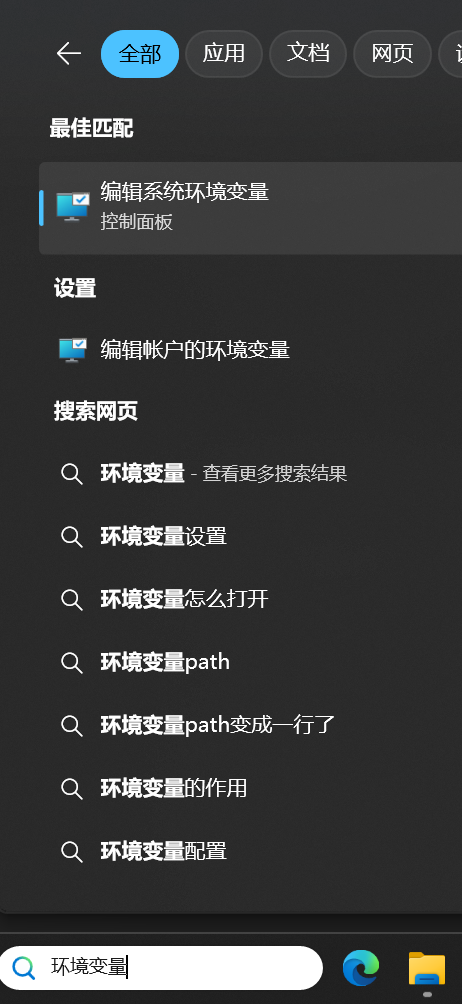 全部 应用 文档 网页
最佳匹配
编辑系统环境变量
控制面板
设置
编辑帐户的环境变量
搜索网页
环境变量 - 查看更多搜索结果
环境变量设置
环境变量怎么打开
环境变量path
环境变量path变成一行了
环境变量的作用
环境变量配置
环境变量